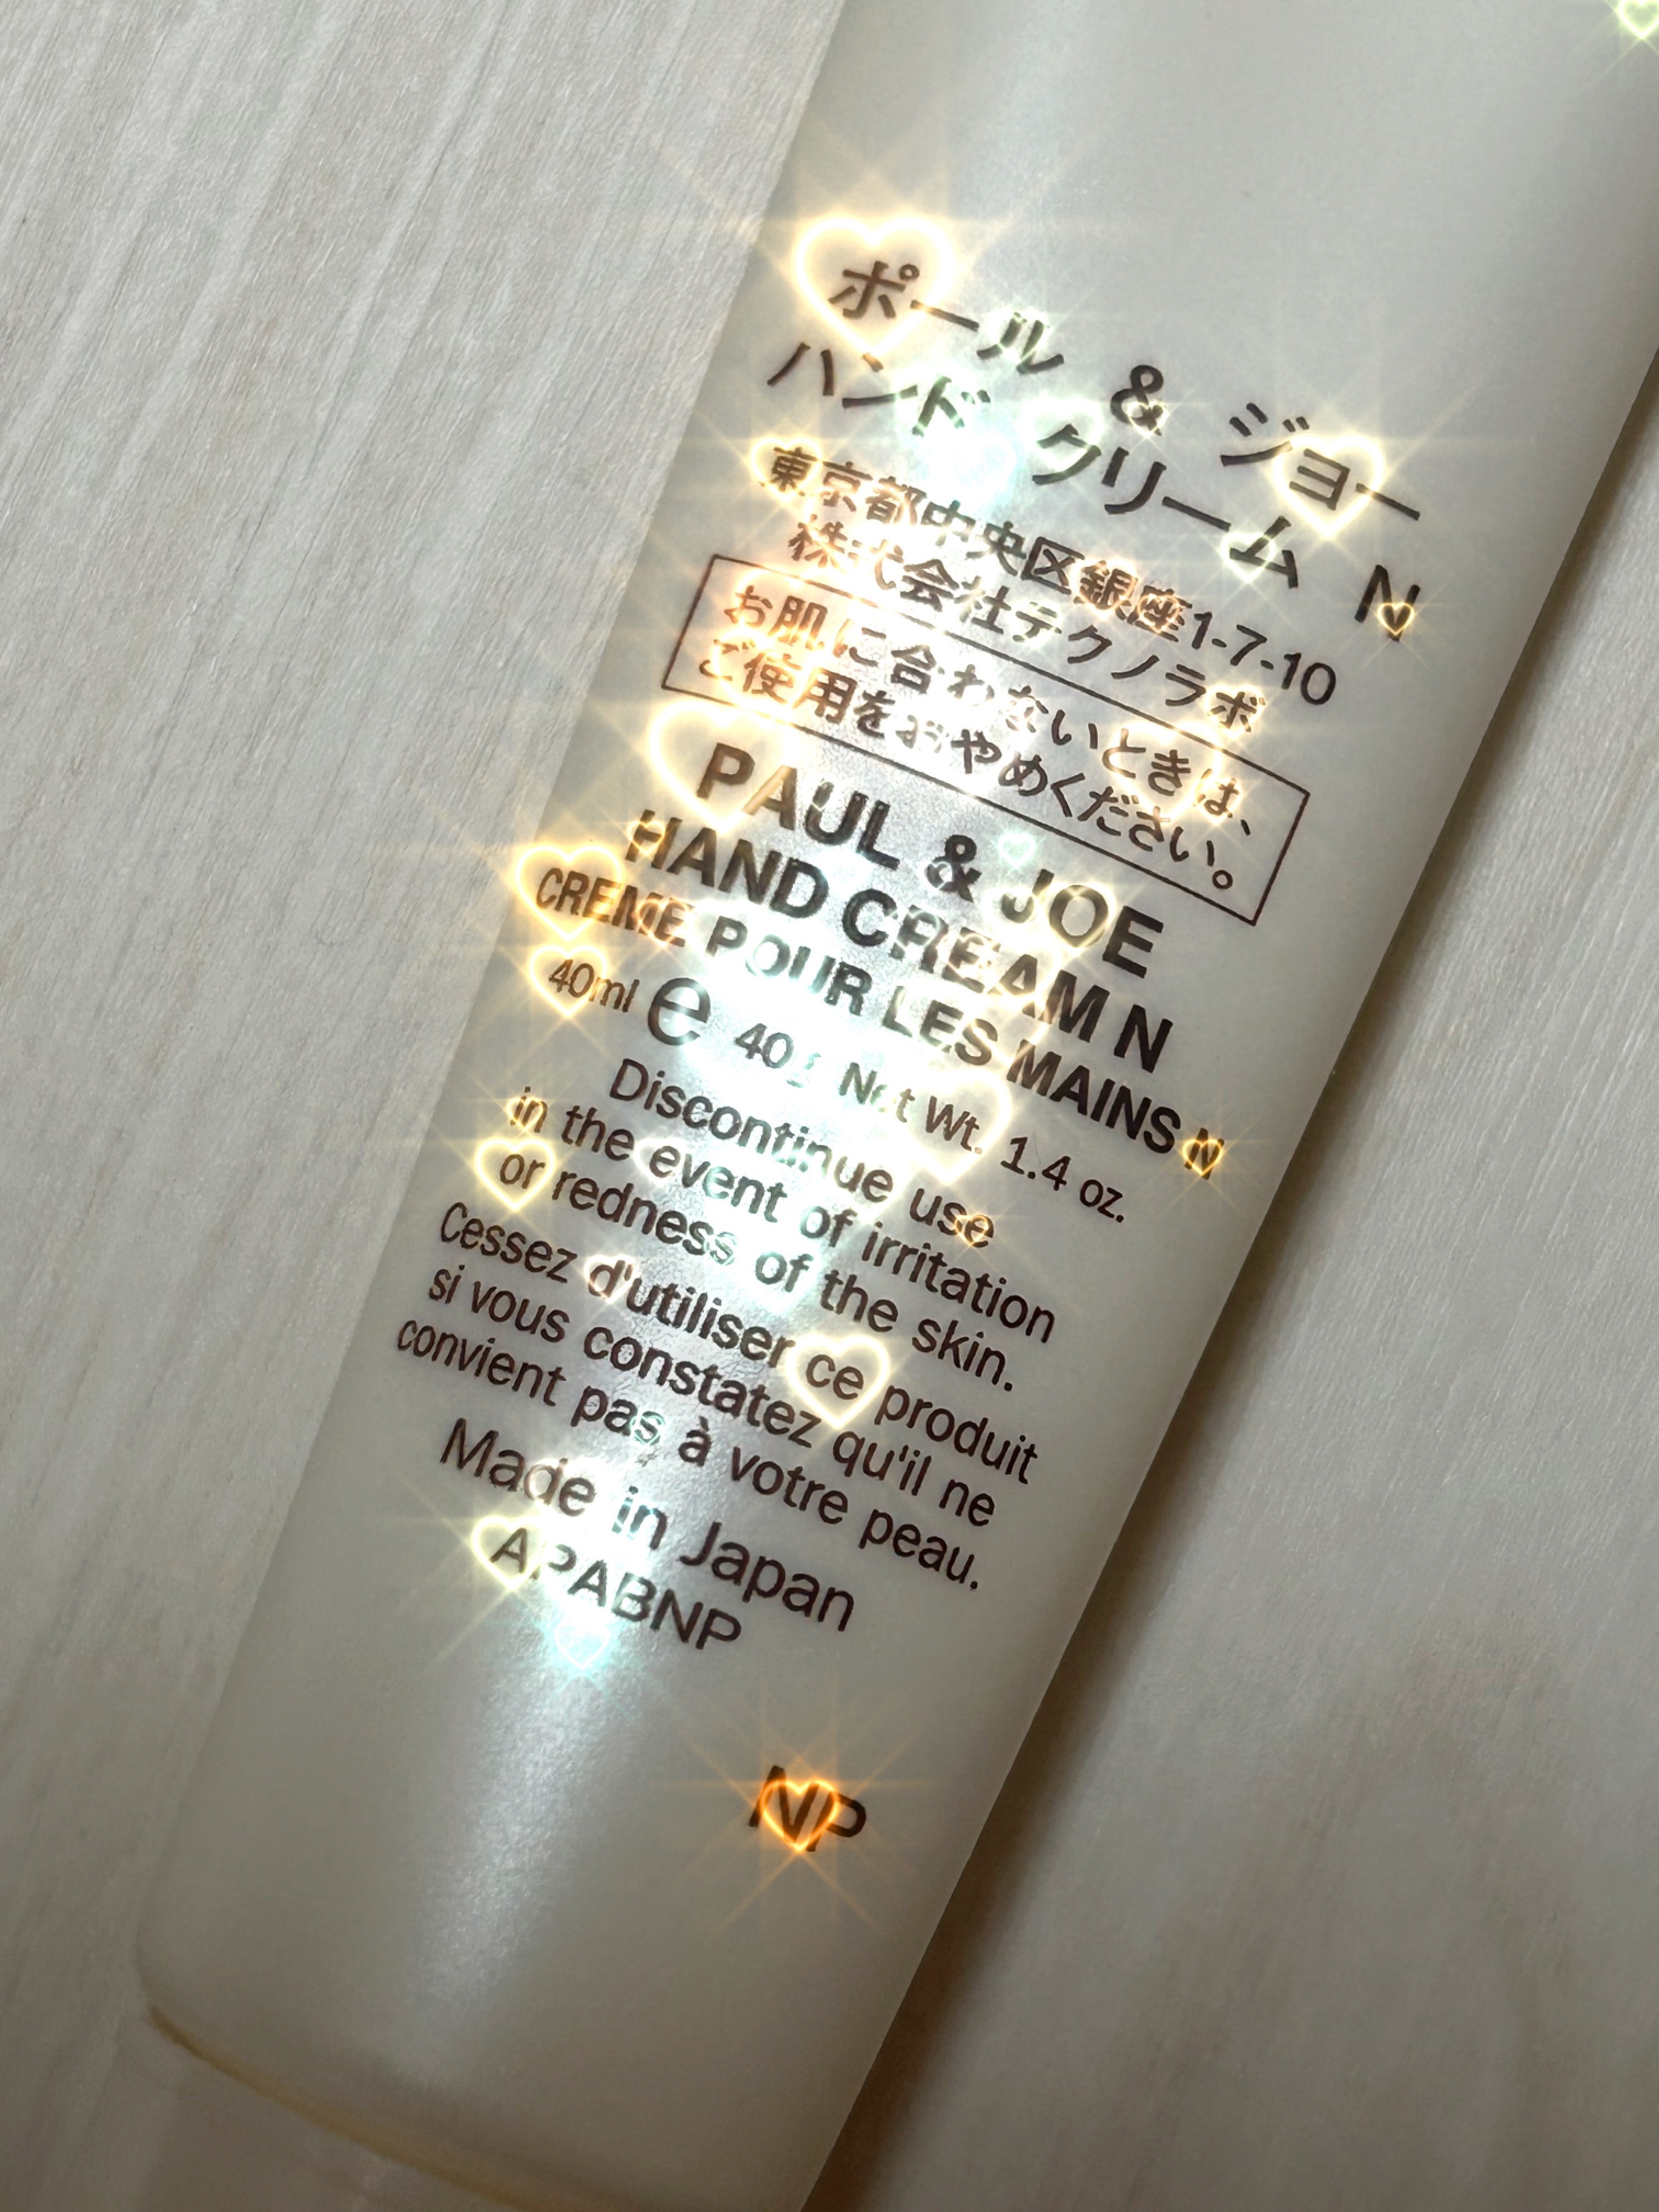 ポール & ジョー
ハンド クリーム N
東京都中央区銀座1-7-10
株式会社テクノラボ
お肌に合わないときは、
ご使用をおやめください。
PAUL & JOE
HAND CREAM N
CREME POUR LES MAINS N
40ml e 40g Net Wt. 1.4 oz.
Discontinue use
in the event of irritation
or redness of the skin.
Cessez d'utiliser ce produit
si vous constatez qu'il ne
convient pas à votre peau.
Made in Japan
APABNP
NP